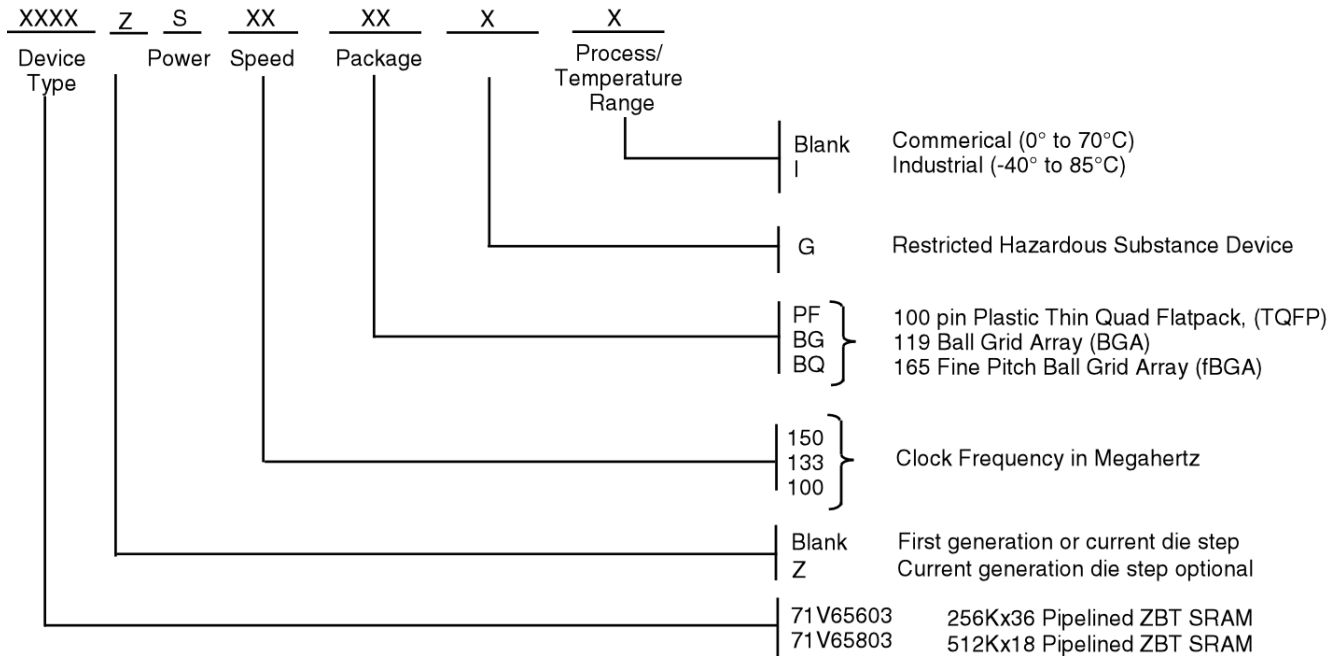 XXXX Z S XX XX X X
Device Type Power Speed Package Process/ Temperature Range
Blank Commerical (0° to 70°C)
I Industrial (-40° to 85°C)
G Restricted Hazardous Substance Device
PF 100 pin Plastic Thin Quad Flatpack, (TQFP)
BG 119 Ball Grid Array (BGA)
BQ 165 Fine Pitch Ball Grid Array (fBGA)
150
133 Clock Frequency in Megahertz
100
Blank First generation or current die step
Z Current generation die step optional
71V65603 256Kx36 Pipelined ZBT SRAM
71V65803 512Kx18 Pipelined ZBT SRAM